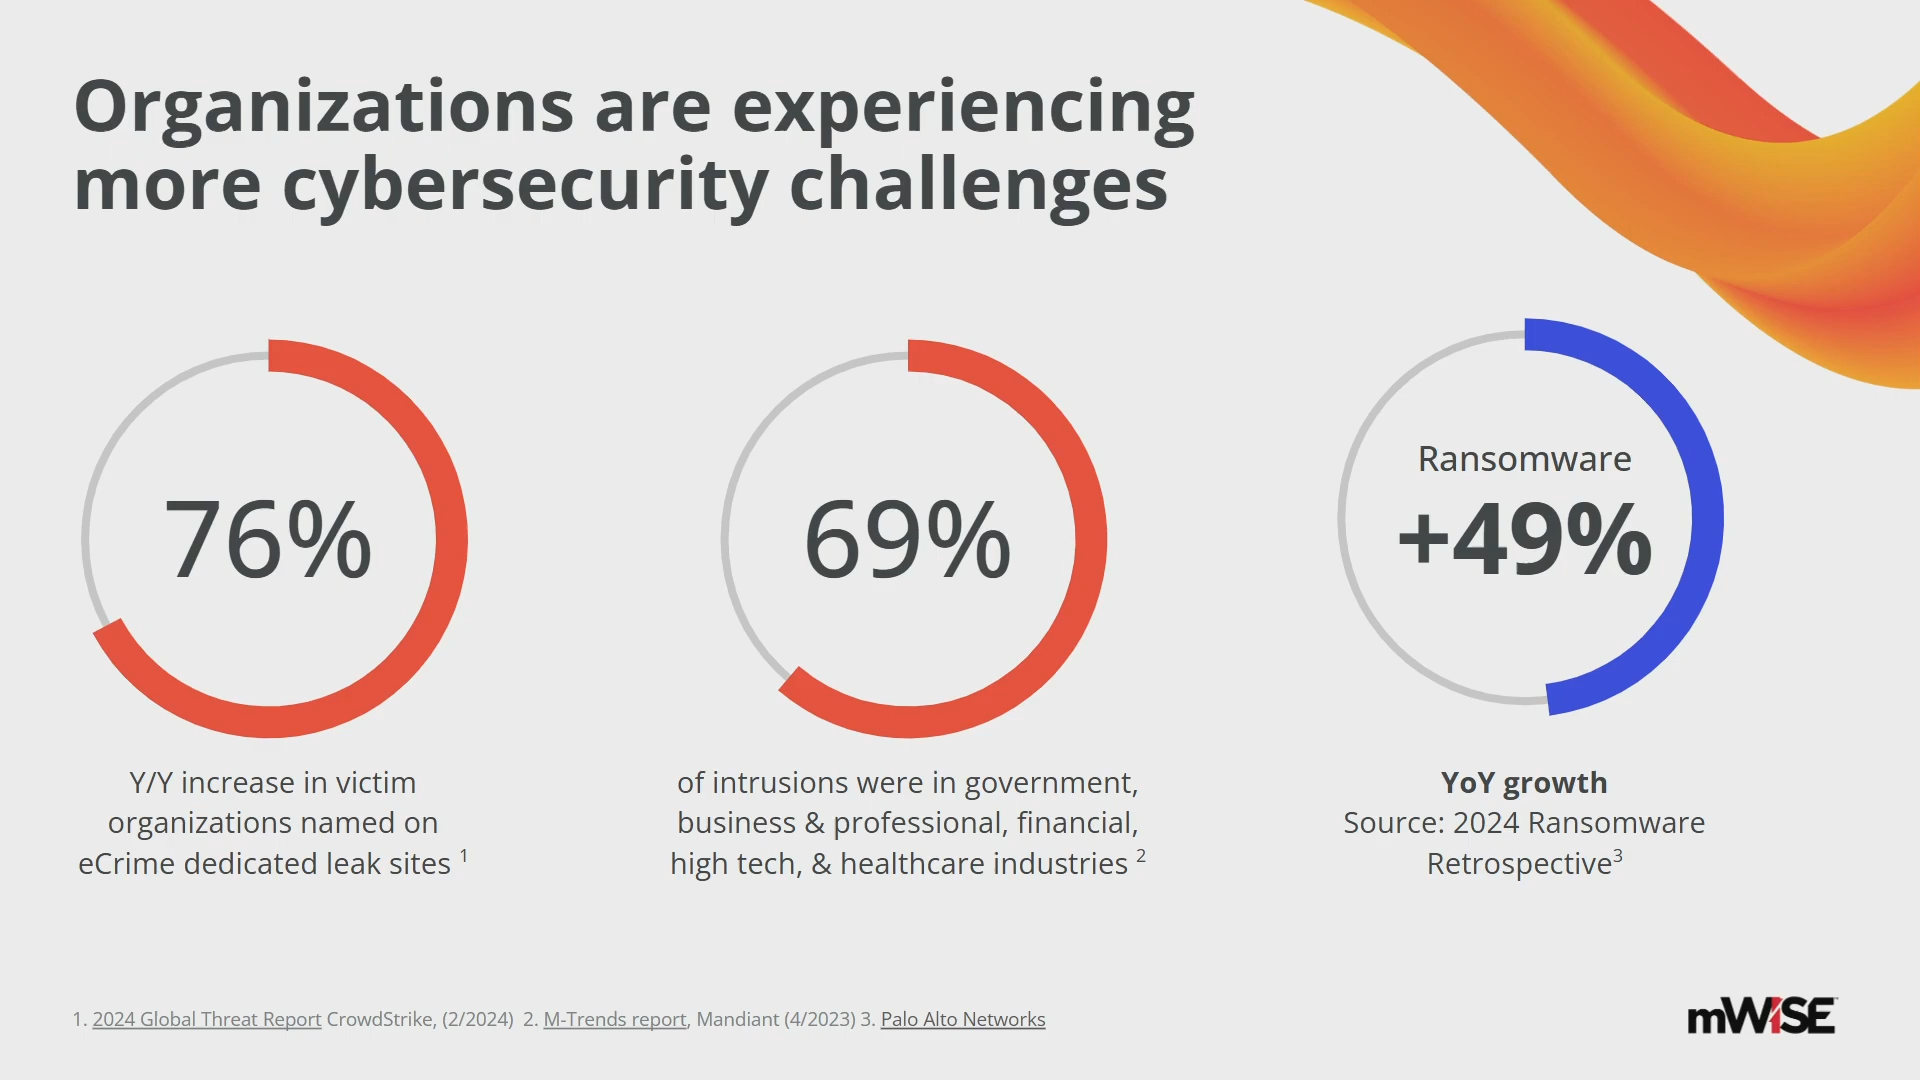 Organizations are experiencing
more cybersecurity challenges
76%
Y/Y increase in victim
organizations named on
eCrime dedicated leak sites 1
69%
of intrusions were in government,
business & professional, financial,
high tech, & healthcare industries 2
Ransomware
+49%
YoY growth
Source: 2024 Ransomware
Retrospective3
1. 2024 Global Threat Report CrowdStrike, (2/2024)  2. M-Trends report, Mandiant (4/2023) 3. Palo Alto Networks
mWISE